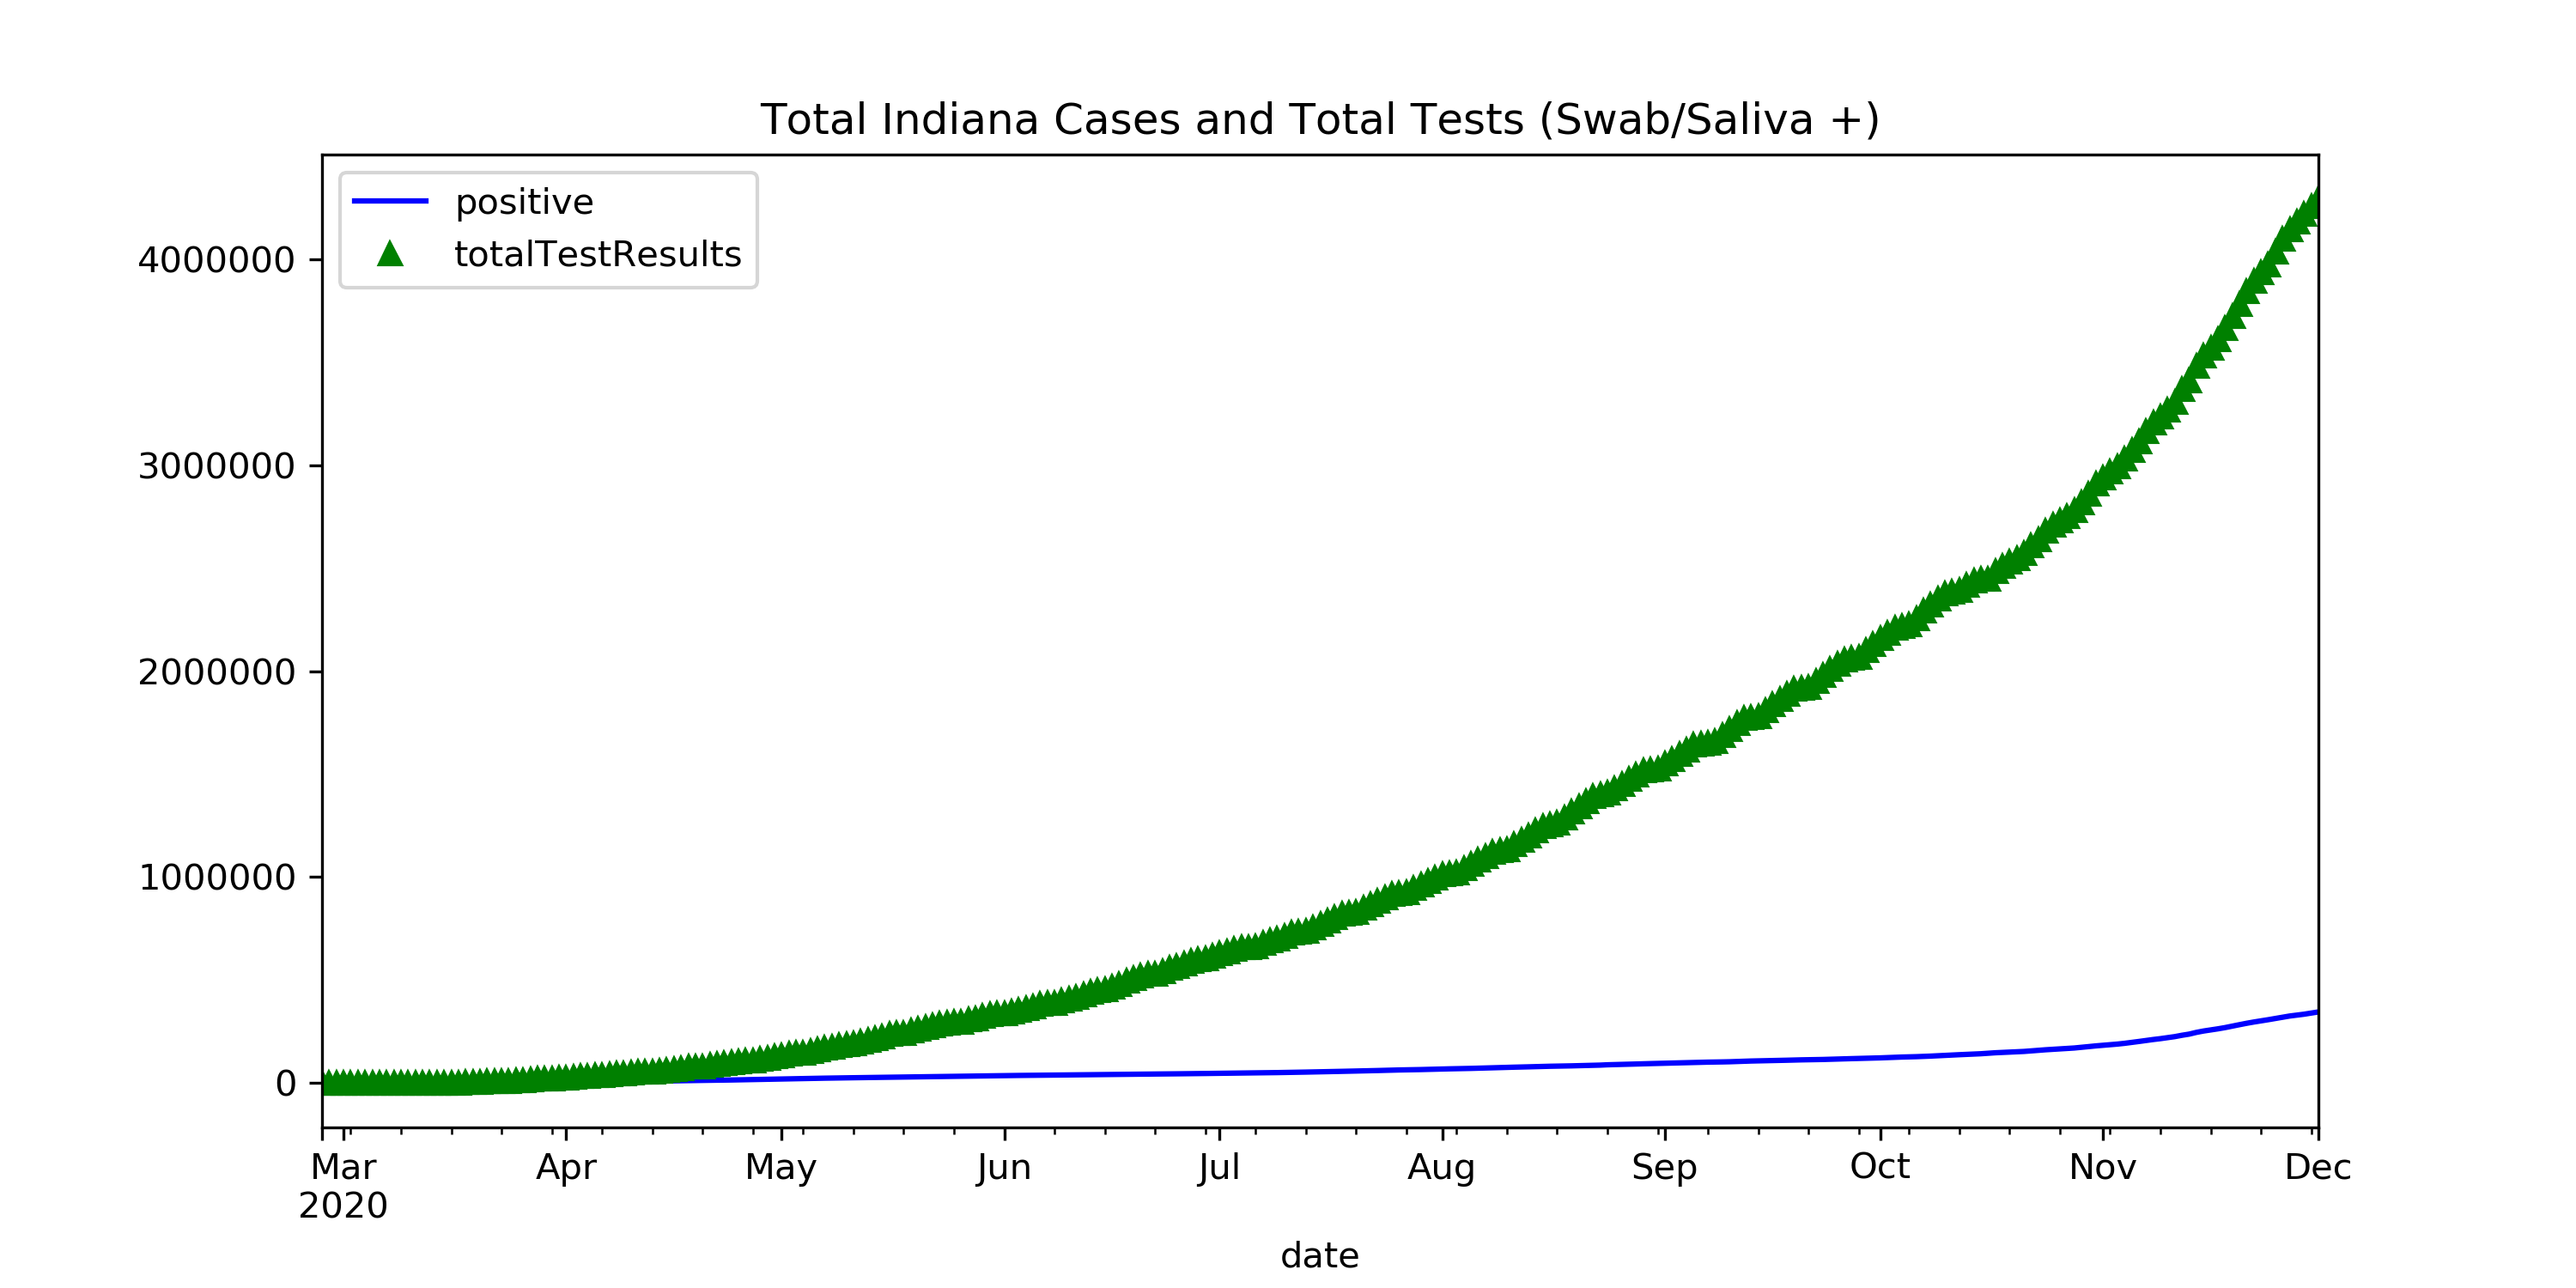 Total Indiana Cases and Total Tests (Swab/Saliva +)
positive
totalTestResults
4000000
3000000
2000000
1000000
0
Mar Apr May Jun Jul Aug Sep Oct Nov Dec
2020
date